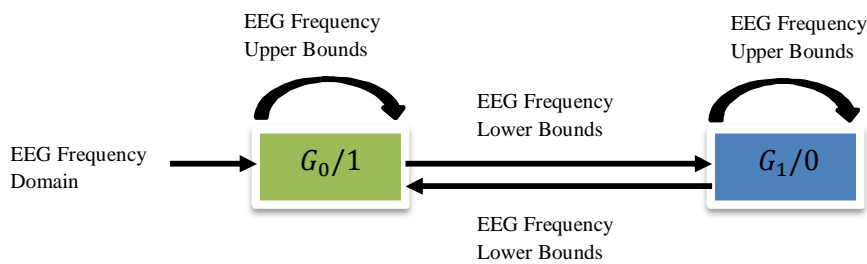 EEG Frequency
Upper Bounds
EEG Frequency
Upper Bounds
EEG Frequency
Lower Bounds
EEG Frequency
Domain
G₀/1
G₁/0
EEG Frequency
Lower Bounds